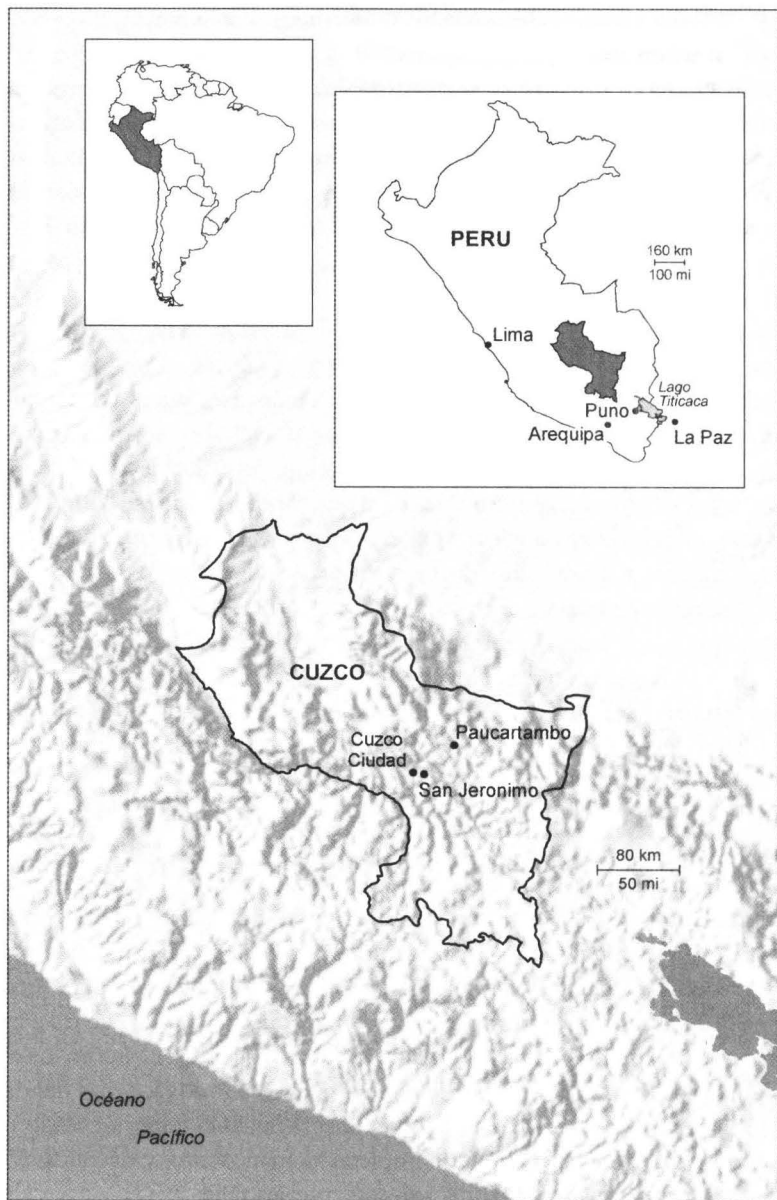 PERU
160 km
100 mi
Lima
Lago
Titicaca
Puno
Arequipa
La Paz
CUZCO
Paucartambo
Cuzco
Ciudad
San Jeronimo
80 km
50 mi
Océano
Pacífico